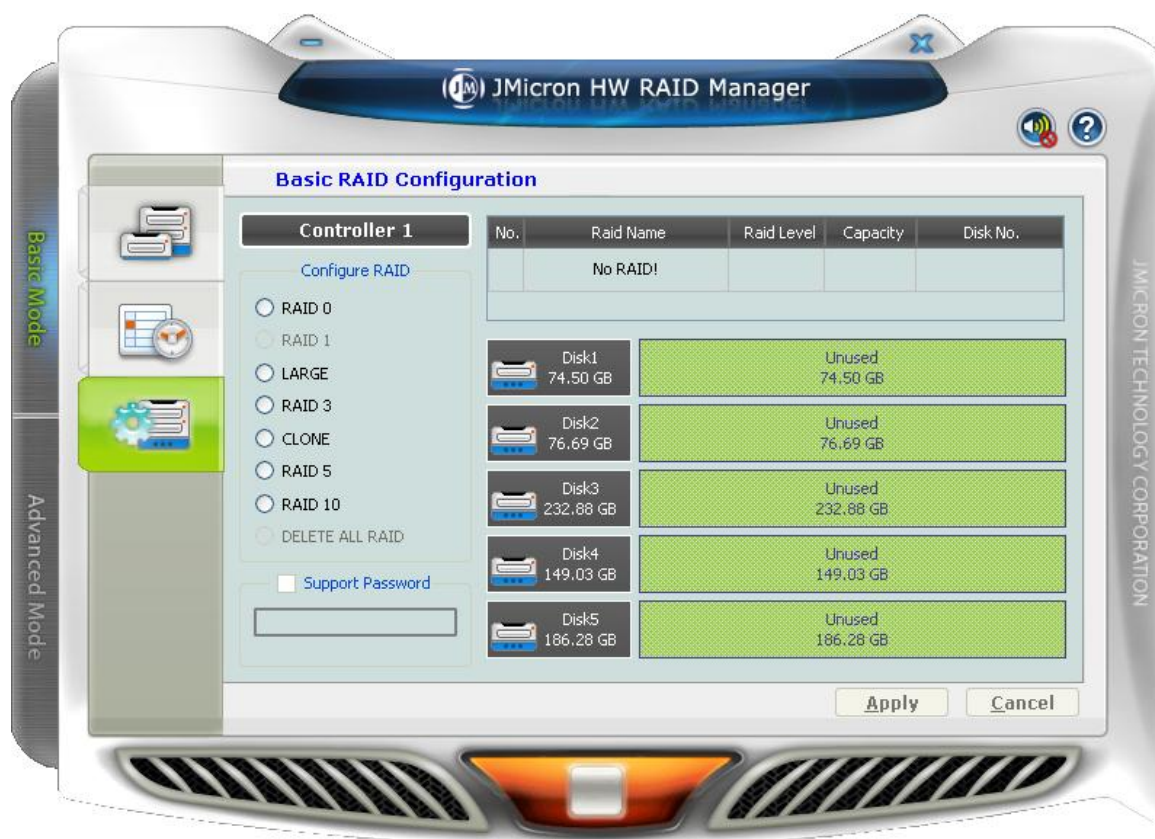 JM JMicron HW RAID Manager
?
Basic RAID Configuration
Basic Mode
Advanced Mode
Controller 1
Configure RAID
RAID 0
RAID 1
LARGE
RAID 3
CLONE
RAID 5
RAID 10
DELETE ALL RAID
Support Password
No. Raid Name Raid Level Capacity Disk No.
No RAID!
Disk1 Unused
74.50 GB 74.50 GB
Disk2 Unused
76.69 GB 76.69 GB
Disk3 Unused
232.88 GB 232.88 GB
Disk4 Unused
149.03 GB 149.03 GB
Disk5 Unused
186.28 GB 186.28 GB
Apply Cancel
JMICRON TECHNOLOGY CORPORATION